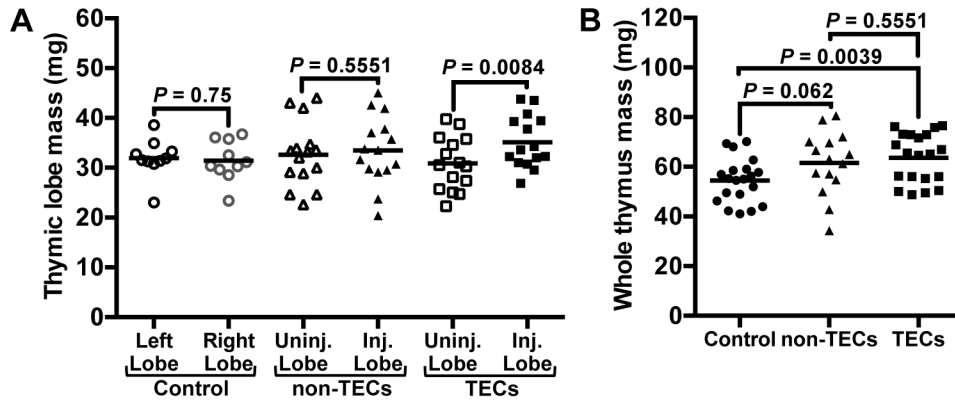 A
Thymic lobe mass (mg)
60
50
40
30
20
10
0
P = 0.75
P = 0.5551
P = 0.0084
Left Lobe
Right Lobe
Uninj. Lobe
Inj. Lobe
Uninj. Lobe
Inj. Lobe
Control
non-TECs
TECs
B
Whole thymus mass (mg)
120
100
80
60
40
20
0
P = 0.5551
P = 0.0039
P = 0.062
Control non-TECs TECs